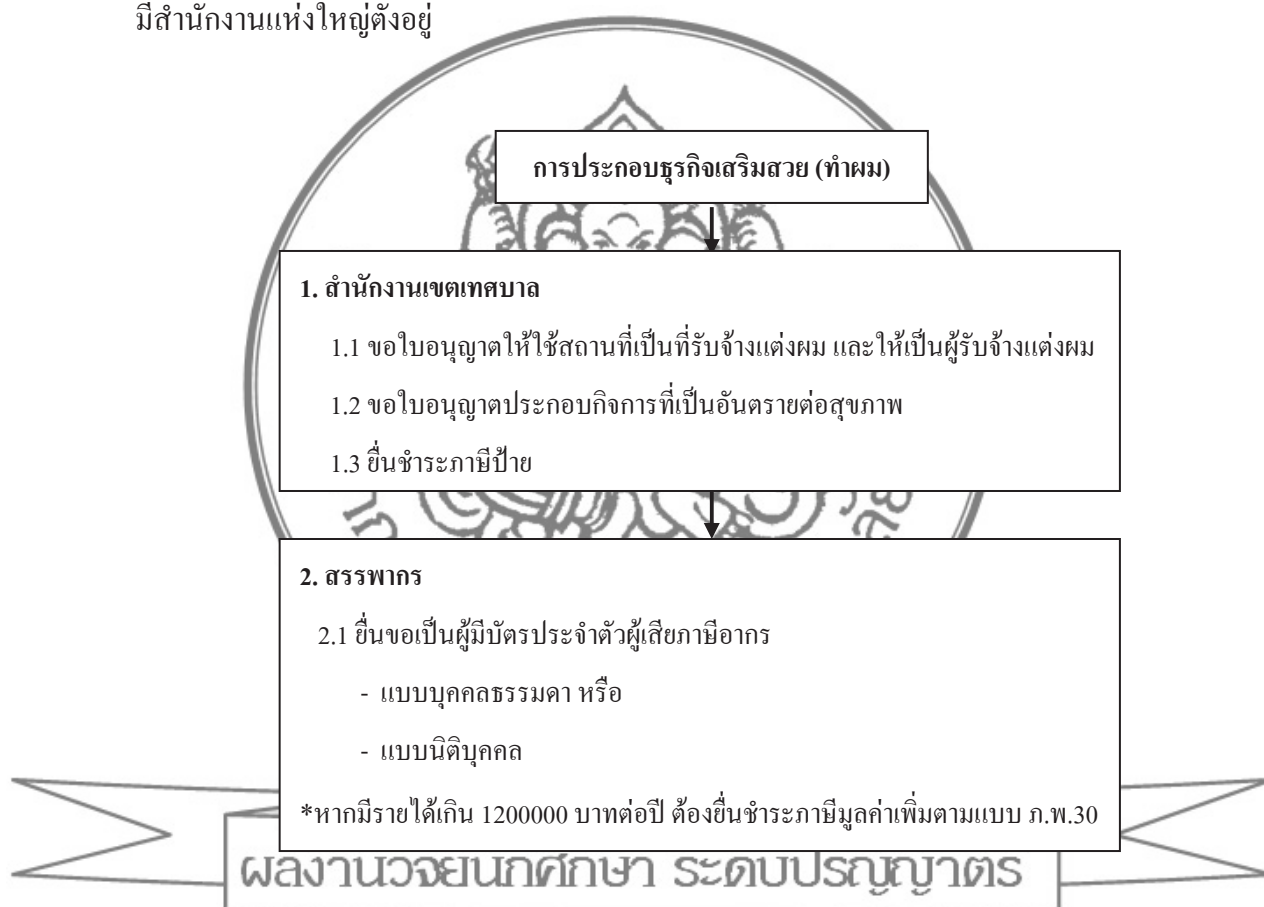 มีสำนักงานแห่งใหญ่ตั้งอยู่
การประกอบธุรกิจเสริมสวย (ทำผม)
1. สำนักงานเขตเทศบาล
1.1 ขอใบอนุญาตให้ใช้สถานที่เป็นที่รับจ้างแต่งผม และให้เป็นผู้รับจ้างแต่งผม
1.2 ขอใบอนุญาตประกอบกิจการที่เป็นอันตรายต่อสุขภาพ
1.3 ยื่นชำระภาษีป้าย
2. สรรพากร
2.1 ยื่นขอเป็นผู้มีบัตรประจำตัวผู้เสียภาษีอากร
- แบบบุคคลธรรมดา หรือ
- แบบนิติบุคคล
*หากมีรายได้เกิน 1200000 บาทต่อปี ต้องยื่นชำระภาษีมูลค่าเพิ่มตามแบบ ภ.พ.30
ผลงานวิจัยนักศึกษา ระดับปริญญาตรี